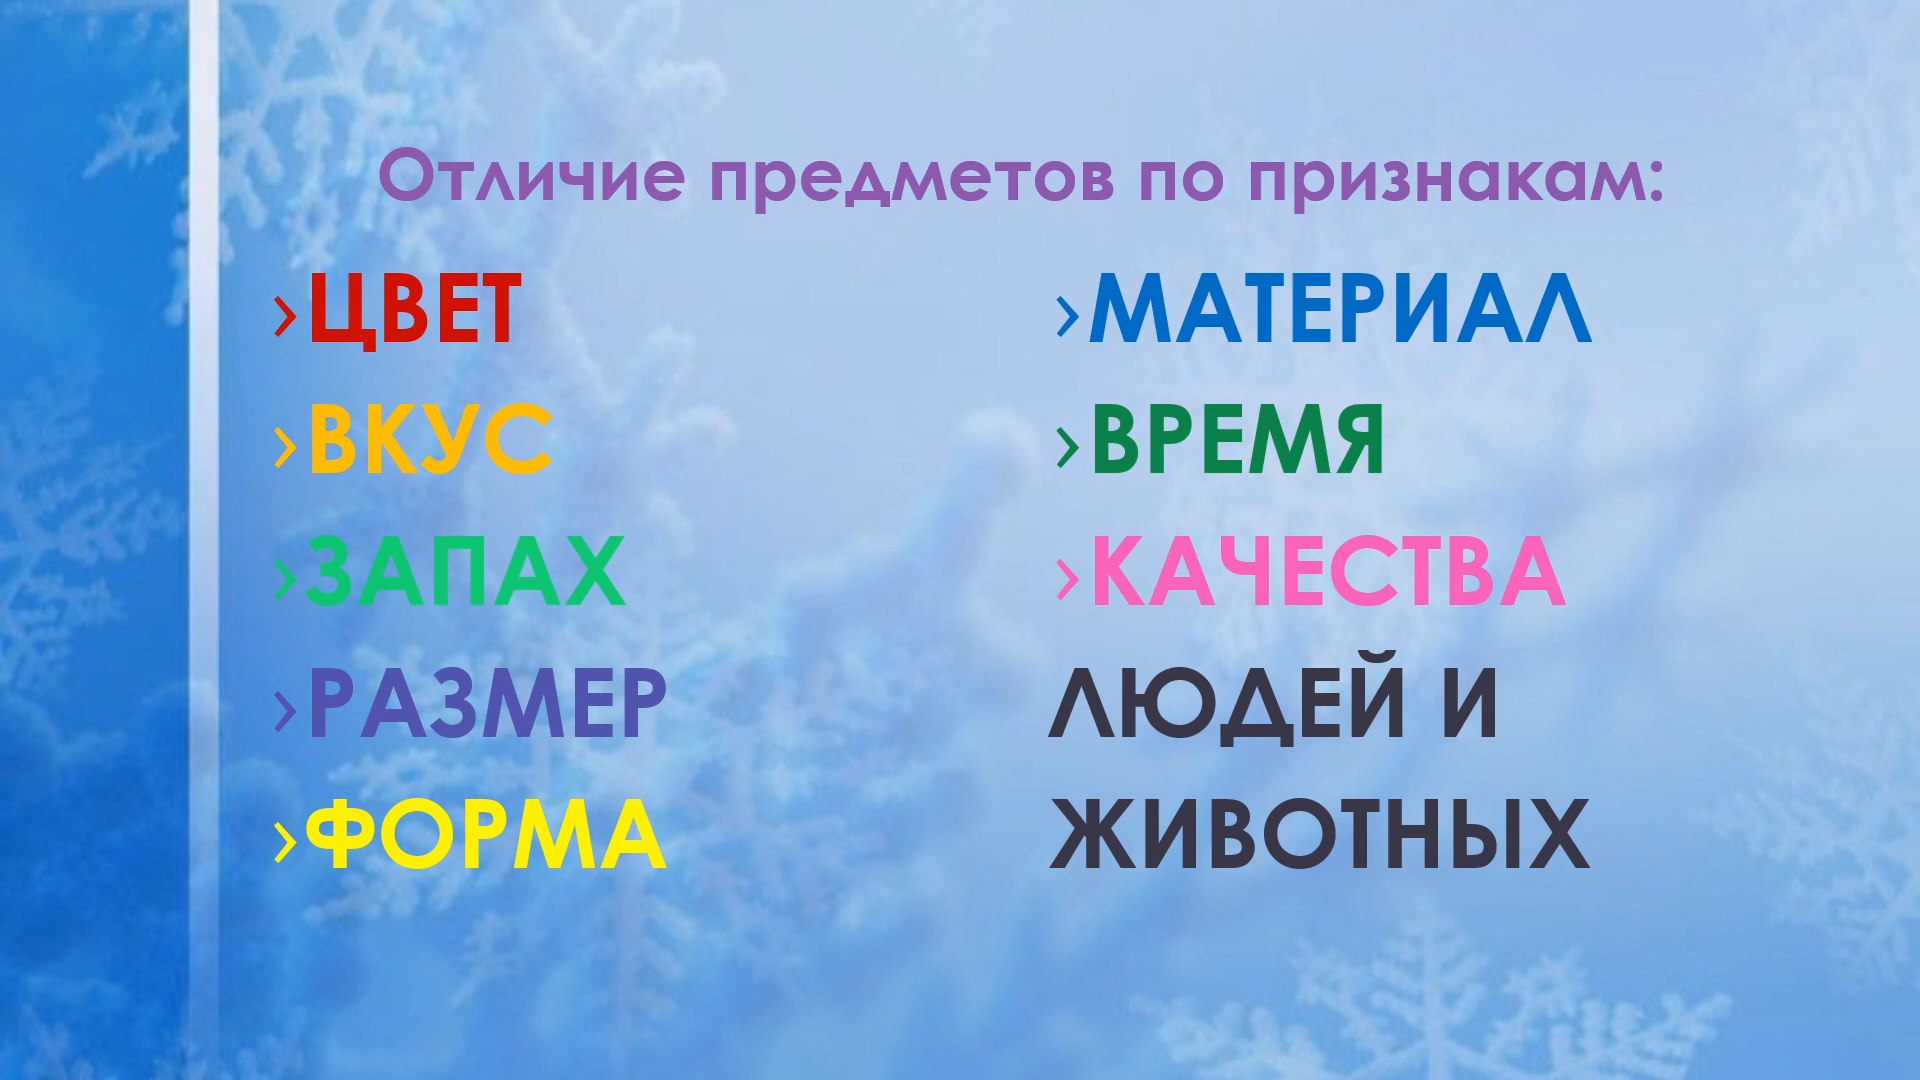 Отличие предметов по признакам:
›ЦВЕТ
›ВКУС
›ЗАПАХ
›РАЗМЕР
›ФОРМА
›МАТЕРИАЛ
›ВРЕМЯ
›КАЧЕСТВА
ЛЮДЕЙ И
ЖИВОТНЫХ